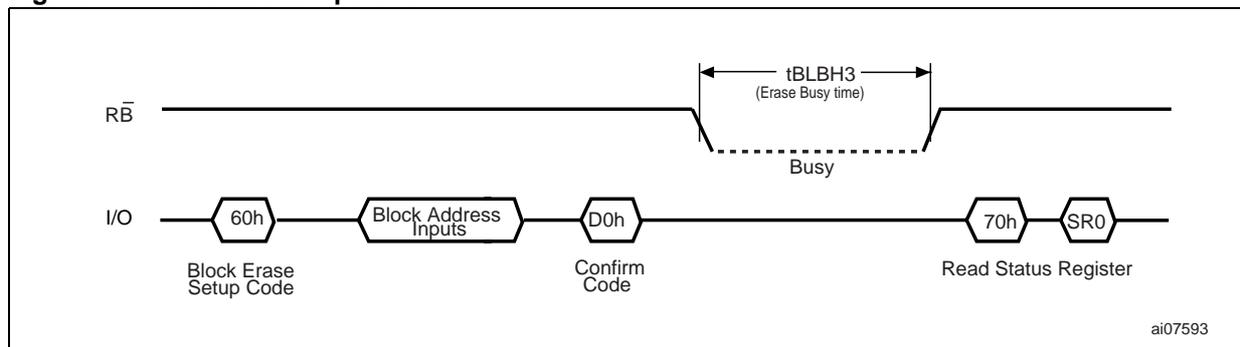 tBLBH3
(Erase Busy time)
RB̅
Busy
I/O
60h
Block Address
Inputs
D0h
70h
SR0
Block Erase
Setup Code
Confirm
Code
Read Status Register
ai07593